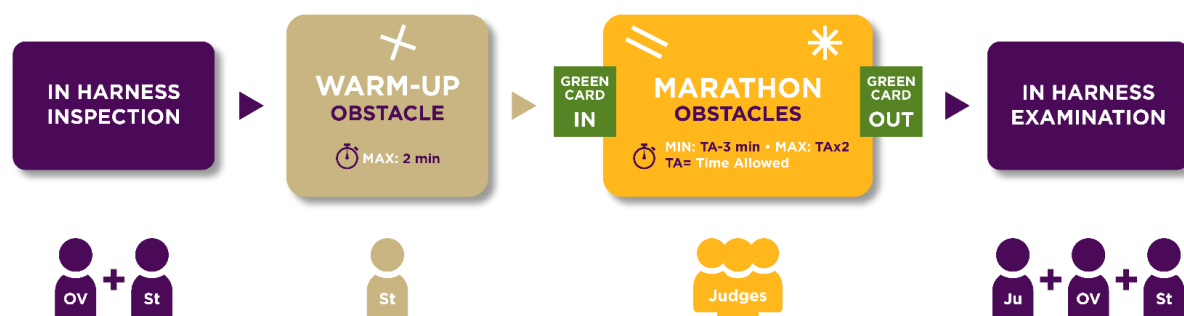 IN HARNESS
INSPECTION
WARM-UP
OBSTACLE
MAX: 2 min
GREEN
CARD
IN
MARATHON
OBSTACLES
MIN: TA-3 min • MAX: TAx2
TA= Time Allowed
GREEN
CARD
OUT
IN HARNESS
EXAMINATION
OV + St
St
Judges
Ju + OV + St